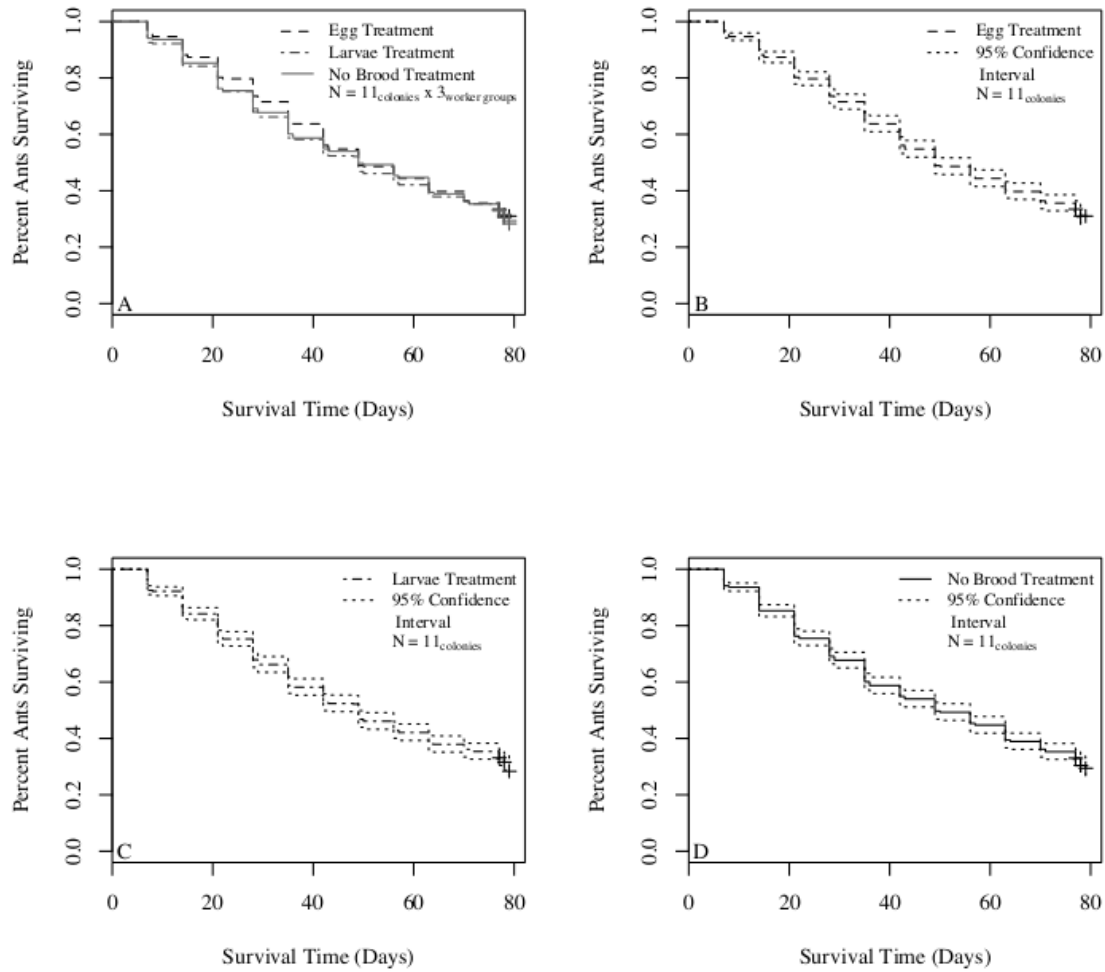 Percent Ants Surviving
1.0
0.8
0.6
0.4
0.2
0.0
Egg Treatment
Larvae Treatment
No Brood Treatment
N = 11colonies x 3worker groups
A
0 20 40 60 80
Survival Time (Days)
Percent Ants Surviving
1.0
0.8
0.6
0.4
0.2
0.0
Egg Treatment
95% Confidence
Interval
N = 11colonies
B
0 20 40 60 80
Survival Time (Days)
Percent Ants Surviving
1.0
0.8
0.6
0.4
0.2
0.0
Larvae Treatment
95% Confidence
Interval
N = 11colonies
C
0 20 40 60 80
Survival Time (Days)
Percent Ants Surviving
1.0
0.8
0.6
0.4
0.2
0.0
No Brood Treatment
95% Confidence
Interval
N = 11colonies
D
0 20 40 60 80
Survival Time (Days)